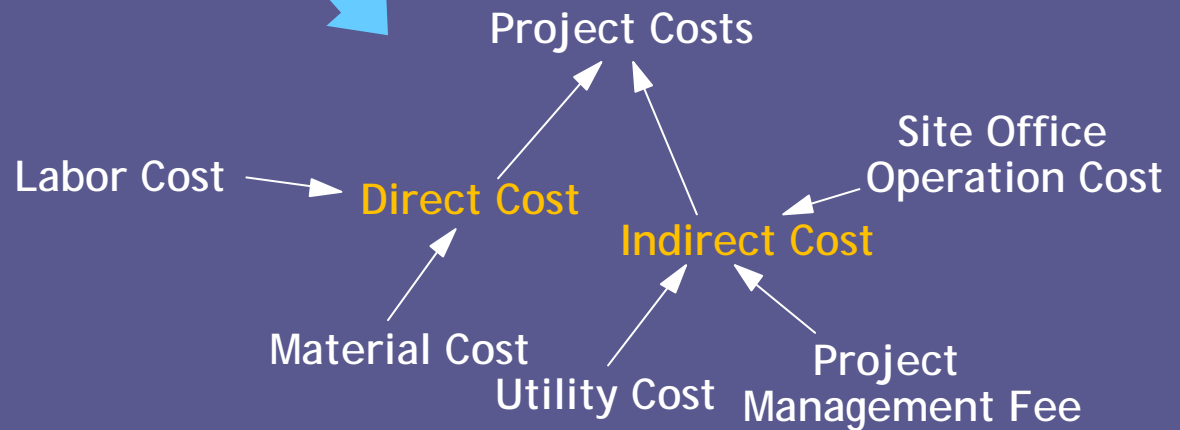 Project Costs
Site Office
Operation Cost
Labor Cost
Direct Cost
Indirect Cost
Material Cost
Utility Cost
Project
Management Fee